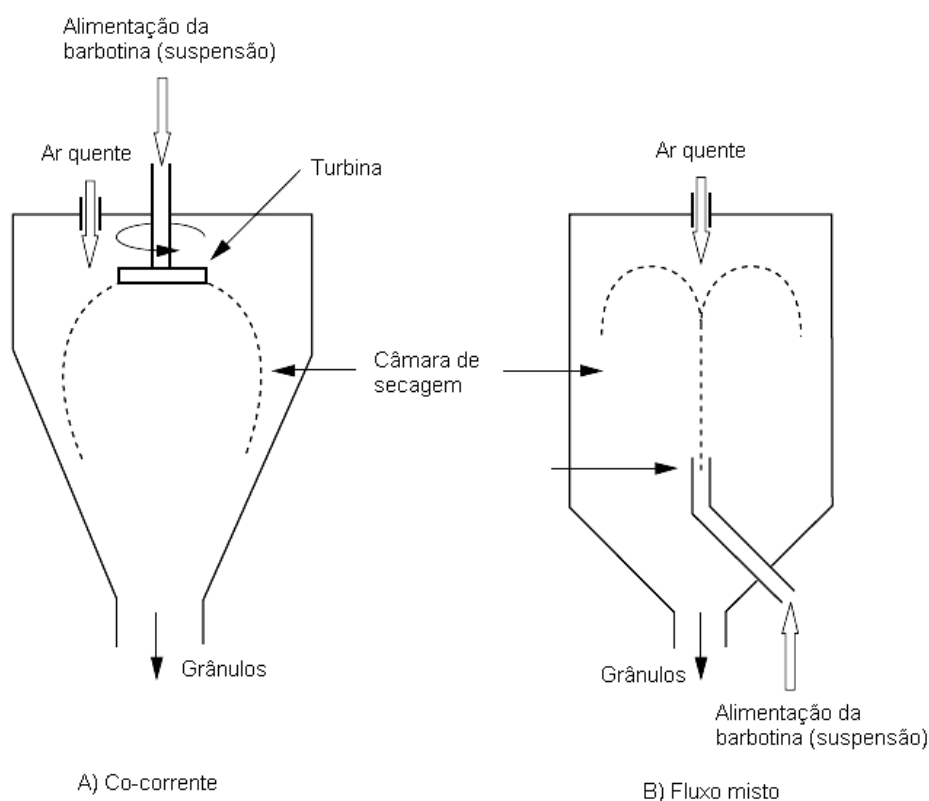 Alimentação da
barbotina (suspensão)
Ar quente
Turbina
Ar quente
Câmara de
secagem
Grânulos
Grânulos
Alimentação da
barbotina (suspensão)
A) Co-corrente
B) Fluxo misto